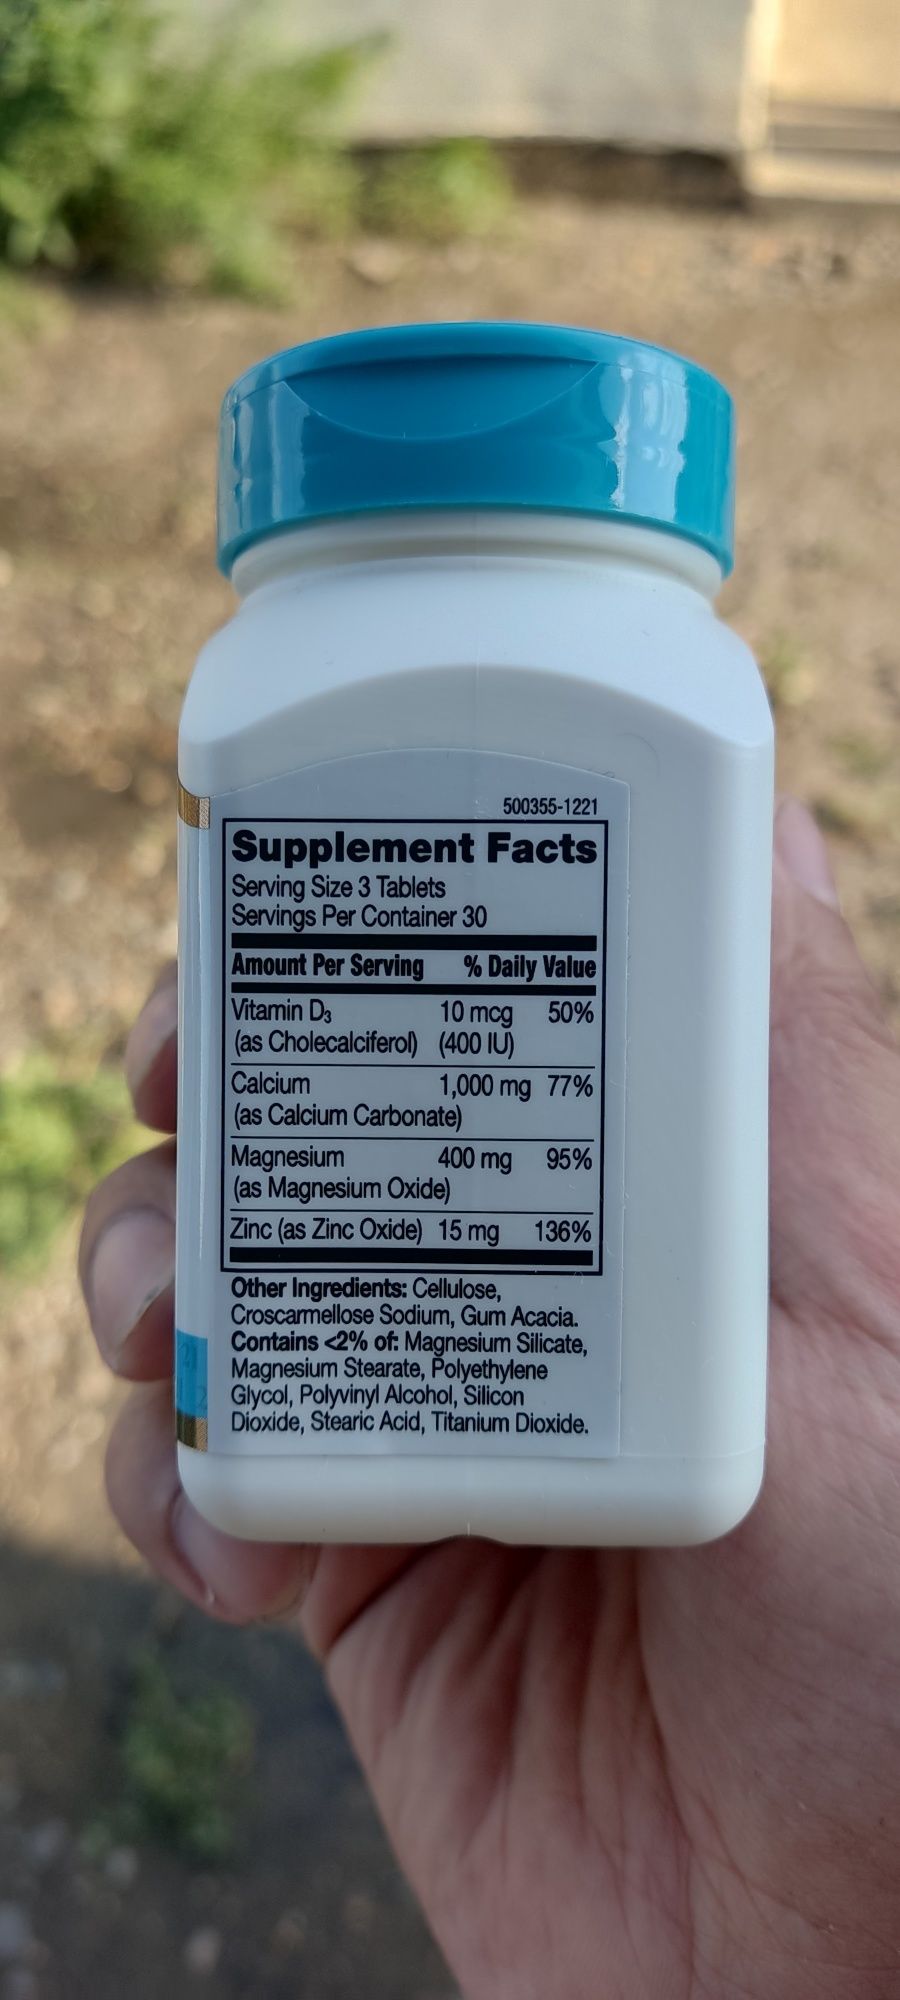 500355-1221
Supplement Facts
Serving Size 3 Tablets
Servings Per Container 30
Amount Per Serving % Daily Value
Vitamin D3 10 mcg 50%
(as Cholecalciferol) (400 IU)
Calcium 1,000 mg 77%
(as Calcium Carbonate)
Magnesium 400 mg 95%
(as Magnesium Oxide)
Zinc (as Zinc Oxide) 15 mg 136%
Other Ingredients: Cellulose,
Croscarmellose Sodium, Gum Acacia.
Contains <2% of: Magnesium Silicate,
Magnesium Stearate, Polyethylene
Glycol, Polyvinyl Alcohol, Silicon
Dioxide, Stearic Acid, Titanium Dioxide.